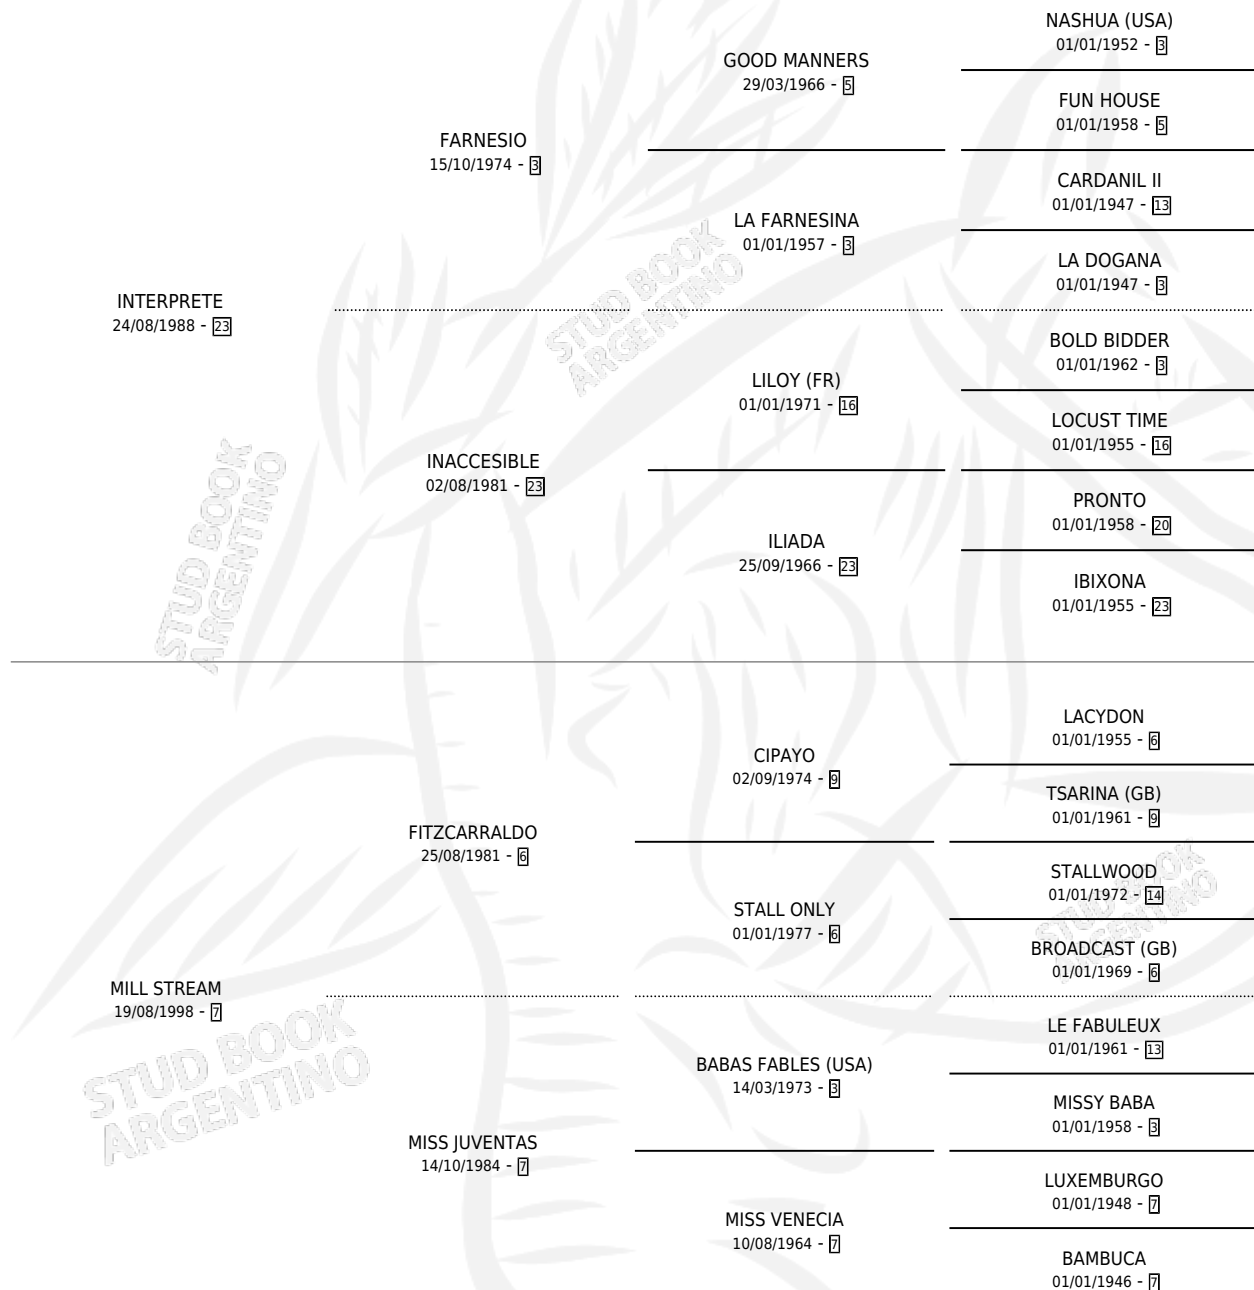 NASHUA (USA)
01/01/1952 - 3
GOOD MANNERS
29/03/1966 - 5
FUN HOUSE
01/01/1958 - 5
FARNESIO
15/10/1974 - 3
CARDANIL II
01/01/1947 - 13
LA FARNESINA
01/01/1957 - 3
LA DOGANA
01/01/1947 - 3
INTERPRETE
24/08/1988 - 23
BOLD BIDDER
01/01/1962 - 3
LILOY (FR)
01/01/1971 - 16
LOCUST TIME
01/01/1955 - 16
INACCESIBLE
02/08/1981 - 23
PRONTO
01/01/1958 - 20
ILIADA
25/09/1966 - 23
IBIXONA
01/01/1955 - 23
LACYDON
01/01/1955 - 6
CIPAYO
02/09/1974 - 9
TSARINA (GB)
01/01/1961 - 9
FITZCARRALDO
25/08/1981 - 6
STALLWOOD
01/01/1972 - 14
STALL ONLY
01/01/1977 - 6
BROADCAST (GB)
01/01/1969 - 6
MILL STREAM
19/08/1998 - 7
LE FABULEUX
01/01/1961 - 13
BABAS FABLES (USA)
14/03/1973 - 3
MISSY BABA
01/01/1958 - 3
MISS JUVENTAS
14/10/1984 - 7
LUXEMBURGO
01/01/1948 - 7
MISS VENECIA
10/08/1964 - 7
BAMBUCA
01/01/1946 - 7
STUD BOOK
ARGENTINO
STUD BOOK
ARGENTINO
STUD BOOK
ARGENTINO
STUD BOOK
ARGENTINO